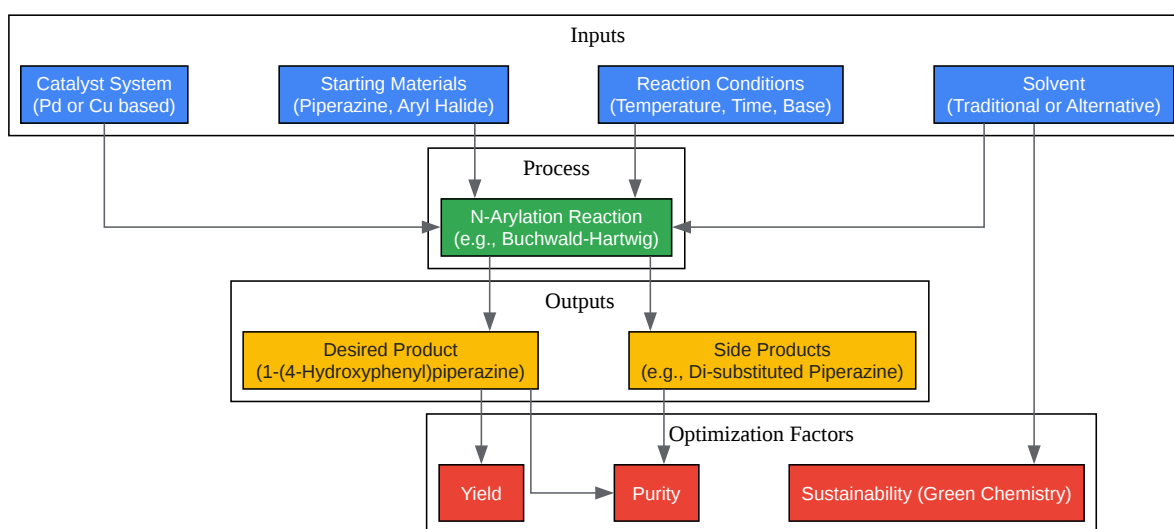 Inputs
Catalyst System
(Pd or Cu based)
Starting Materials
(Piperazine, Aryl Halide)
Reaction Conditions
(Temperature, Time, Base)
Solvent
(Traditional or Alternative)
Process
N-Arylation Reaction
(e.g., Buchwald-Hartwig)
Outputs
Desired Product
(1-(4-Hydroxyphenyl)piperazine)
Side Products
(e.g., Di-substituted Piperazine)
Optimization Factors
Yield
Purity
Sustainability (Green Chemistry)